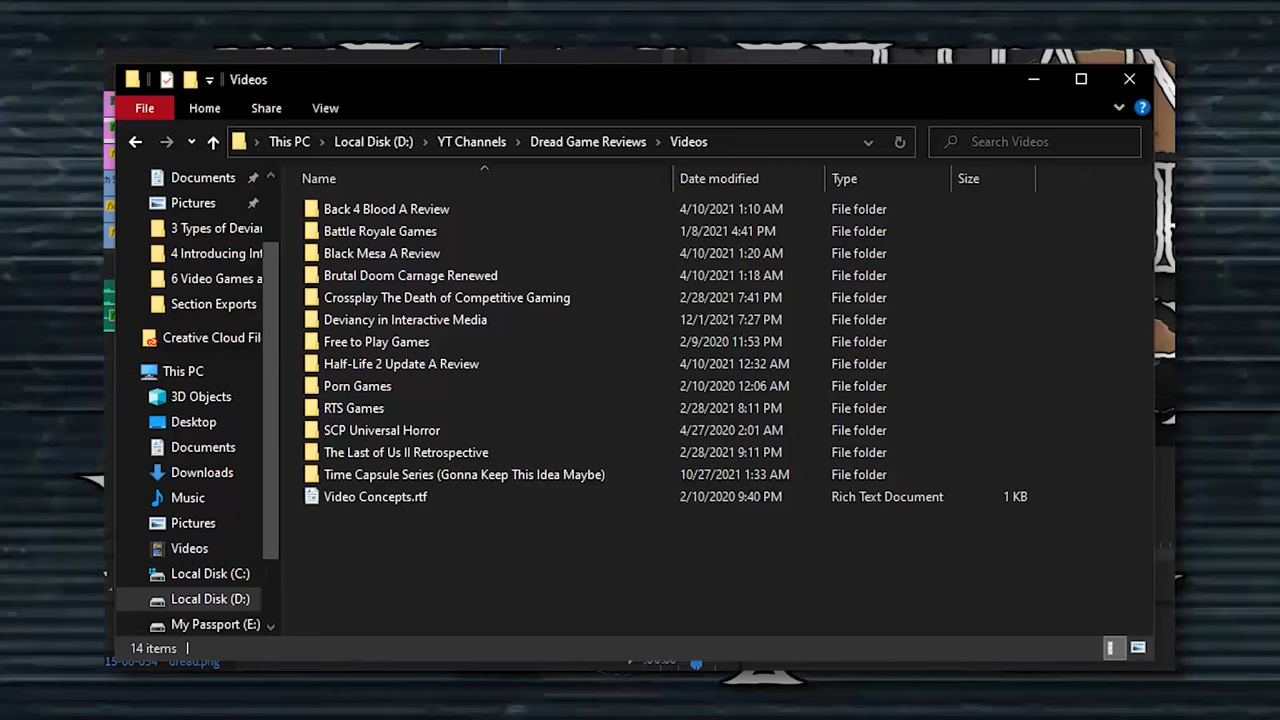 Videos
File Home Share View
This PC Local Disk (D:) YT Channels Dread Game Reviews Videos Search Videos
Documents
Pictures
3 Types of Devian
4 Introducing Int
6 Video Games a
Section Exports
Creative Cloud Fil
This PC
3D Objects
Desktop
Documents
Downloads
Music
Pictures
Videos
Local Disk (C:)
Local Disk (D:)
My Passport (E:)
Name Date modified Type Size
Back 4 Blood A Review 4/10/2021 1:10 AM File folder
Battle Royale Games 1/8/2021 4:41 PM File folder
Black Mesa A Review 4/10/2021 1:20 AM File folder
Brutal Doom Carnage Renewed 4/10/2021 1:18 AM File folder
Crossplay The Death of Competitive Gaming 2/28/2021 7:41 PM File folder
Deviancy in Interactive Media 12/1/2021 7:27 PM File folder
Free to Play Games 2/9/2020 11:53 PM File folder
Half-Life 2 Update A Review 4/10/2021 12:32 AM File folder
Porn Games 2/10/2020 12:06 AM File folder
RTS Games 2/28/2021 8:11 PM File folder
SCP Universal Horror 4/27/2020 2:01 AM File folder
The Last of Us II Retrospective 2/28/2021 9:11 PM File folder
Time Capsule Series (Gonna Keep This Idea Maybe) 10/27/2021 1:33 AM File folder
Video Concepts.rtf 2/10/2020 9:40 PM Rich Text Document 1 KB
14 items
dread.png